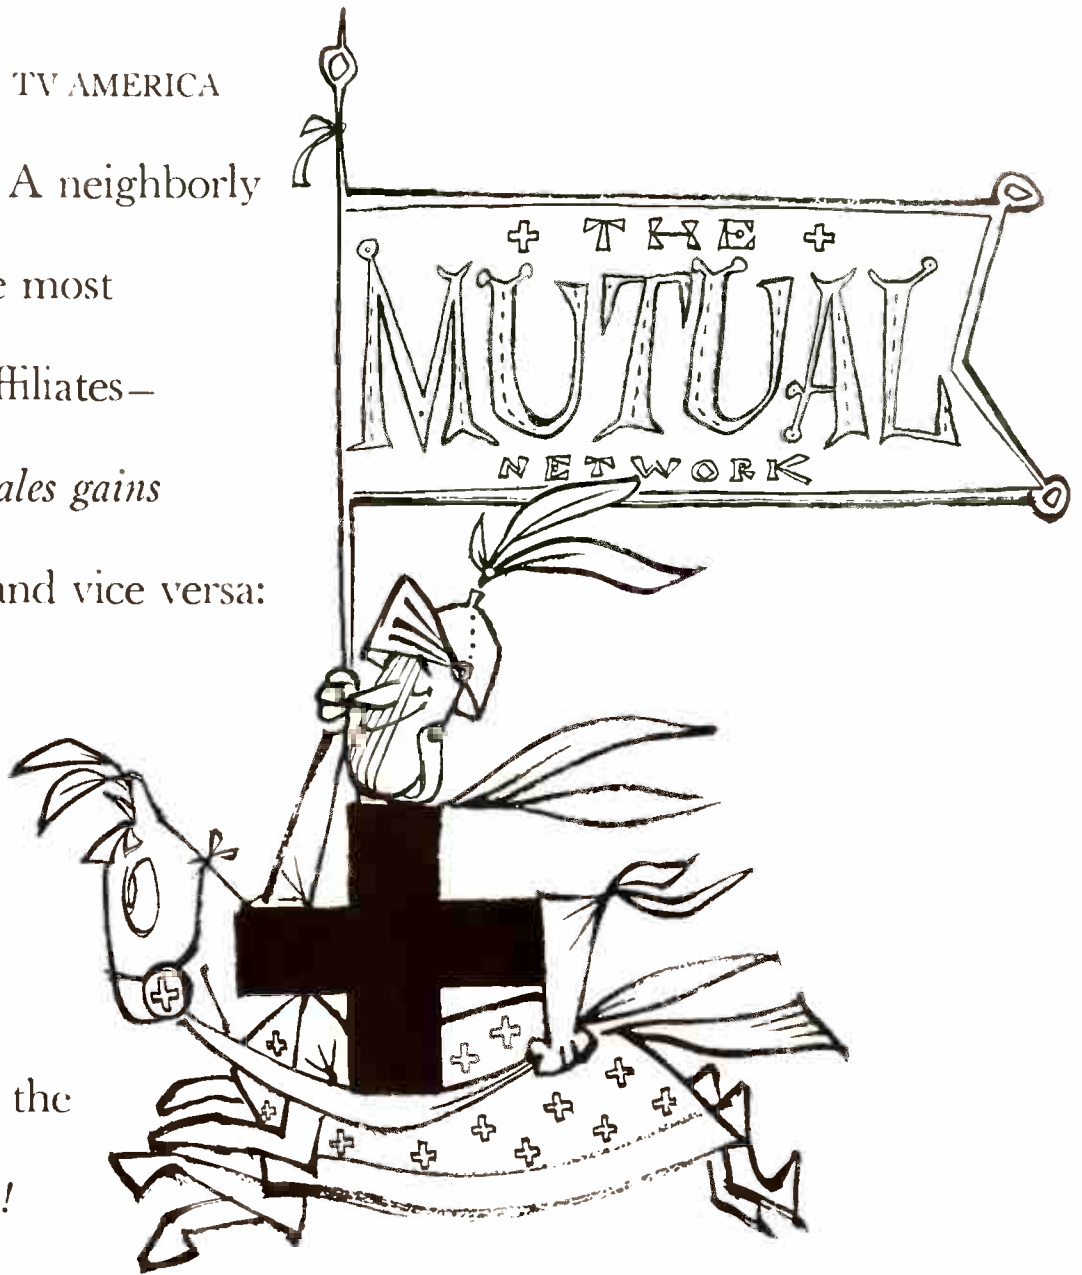 TV AMERICA
A neighborly
e most
ffiliates–
ales gains
and vice versa:
the
!
THE
MUTUAL
NETWORK